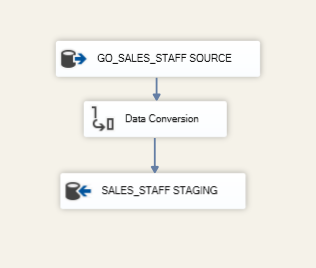 GO_SALES_STAFF SOURCE
Data Conversion
SALES_STAFF STAGING